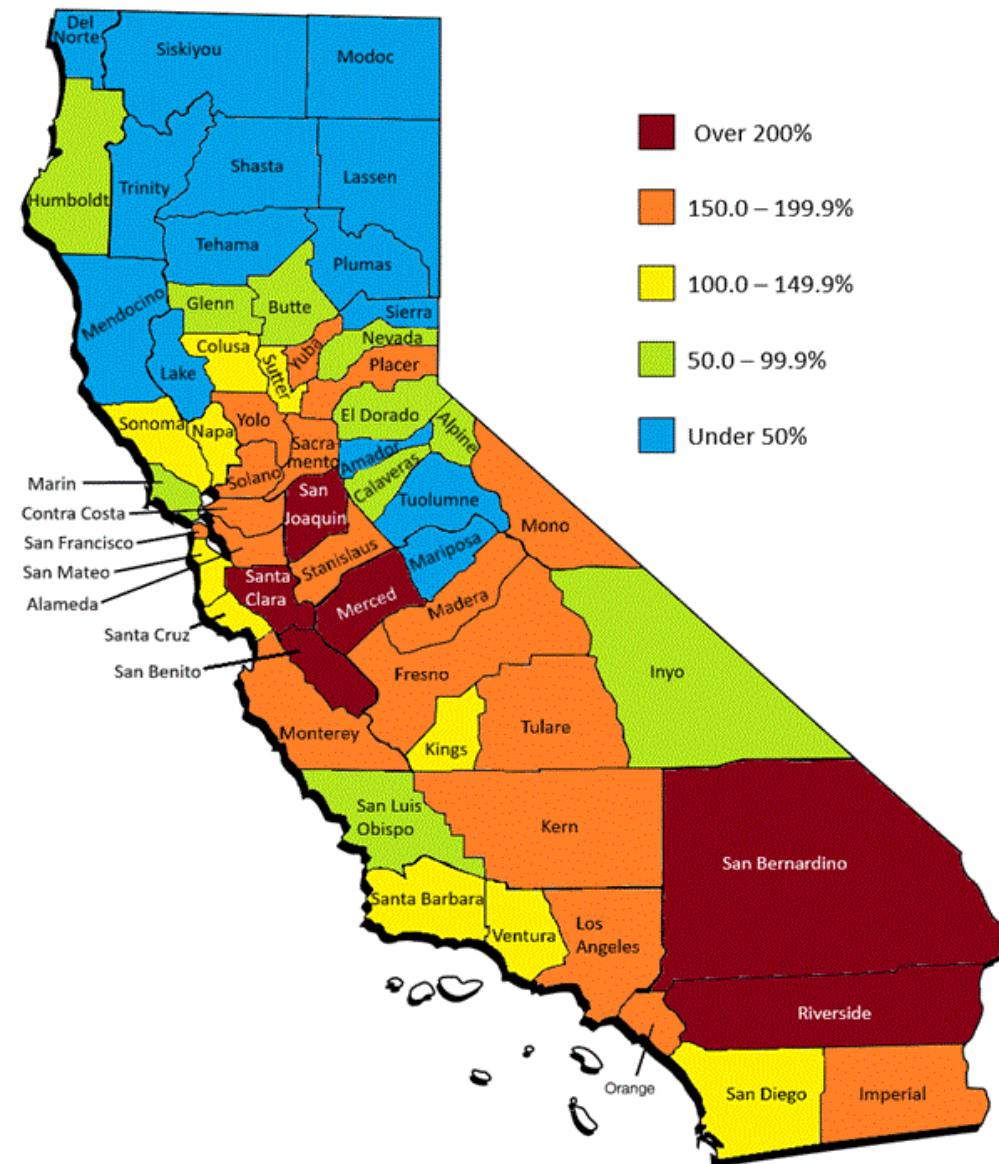 Del
Norte
Siskiyou
Modoc
Humboldt
Trinity
Shasta
Lassen
Tehama
Plumas
Mendocino
Glenn
Butte
Sierra
Lake
Colusa
Sutter
Yuba
Nevada
Placer
Sonoma
Napa
Yolo
El Dorado
Sacra-
mento
Alpine
Amador
Solano
Calaveras
Marin
Contra Costa
San Francisco
San Mateo
Alameda
Santa Cruz
San Benito
San
Joaquin
Tuolumne
Mono
Stanislaus
Mariposa
Santa
Clara
Merced
Madera
Fresno
Inyo
Monterey
Kings
Tulare
San Luis
Obispo
Kern
San Bernardino
Santa Barbara
Ventura
Los
Angeles
Riverside
Orange
San Diego
Imperial
Over 200%
150.0 – 199.9%
100.0 – 149.9%
50.0 – 99.9%
Under 50%